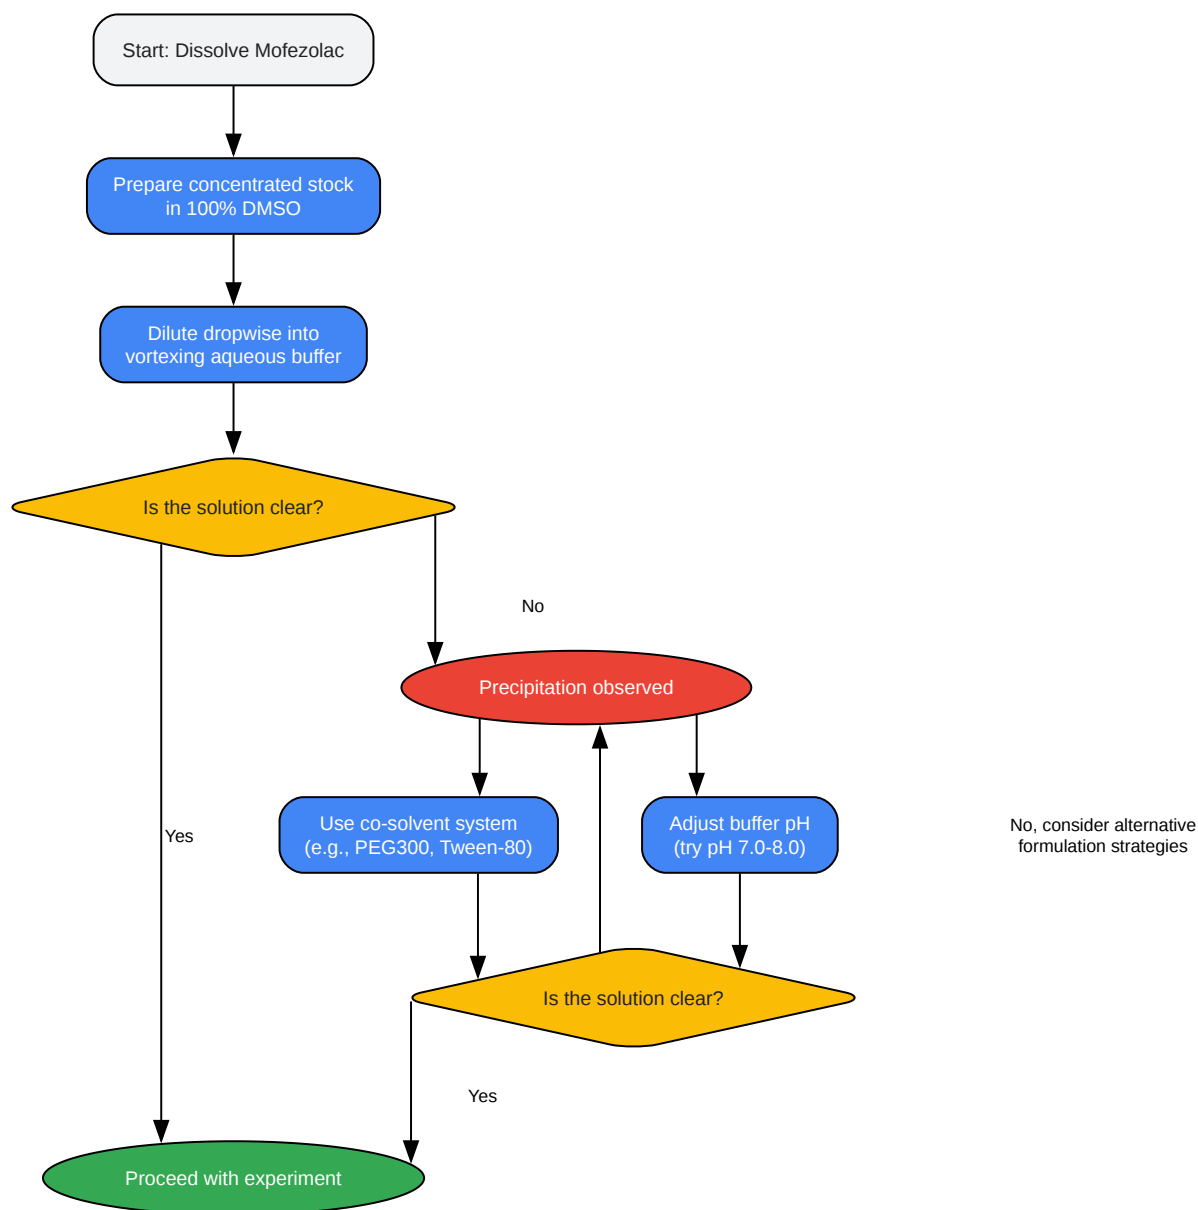 Start: Dissolve Mofezolac
Prepare concentrated stock
in 100% DMSO
Dilute dropwise into
vortexing aqueous buffer
Is the solution clear?
No
Precipitation observed
Use co-solvent system
(e.g., PEG300, Tween-80)
Adjust buffer pH
(try pH 7.0-8.0)
No, consider alternative
formulation strategies
Yes
Is the solution clear?
Yes
Proceed with experiment